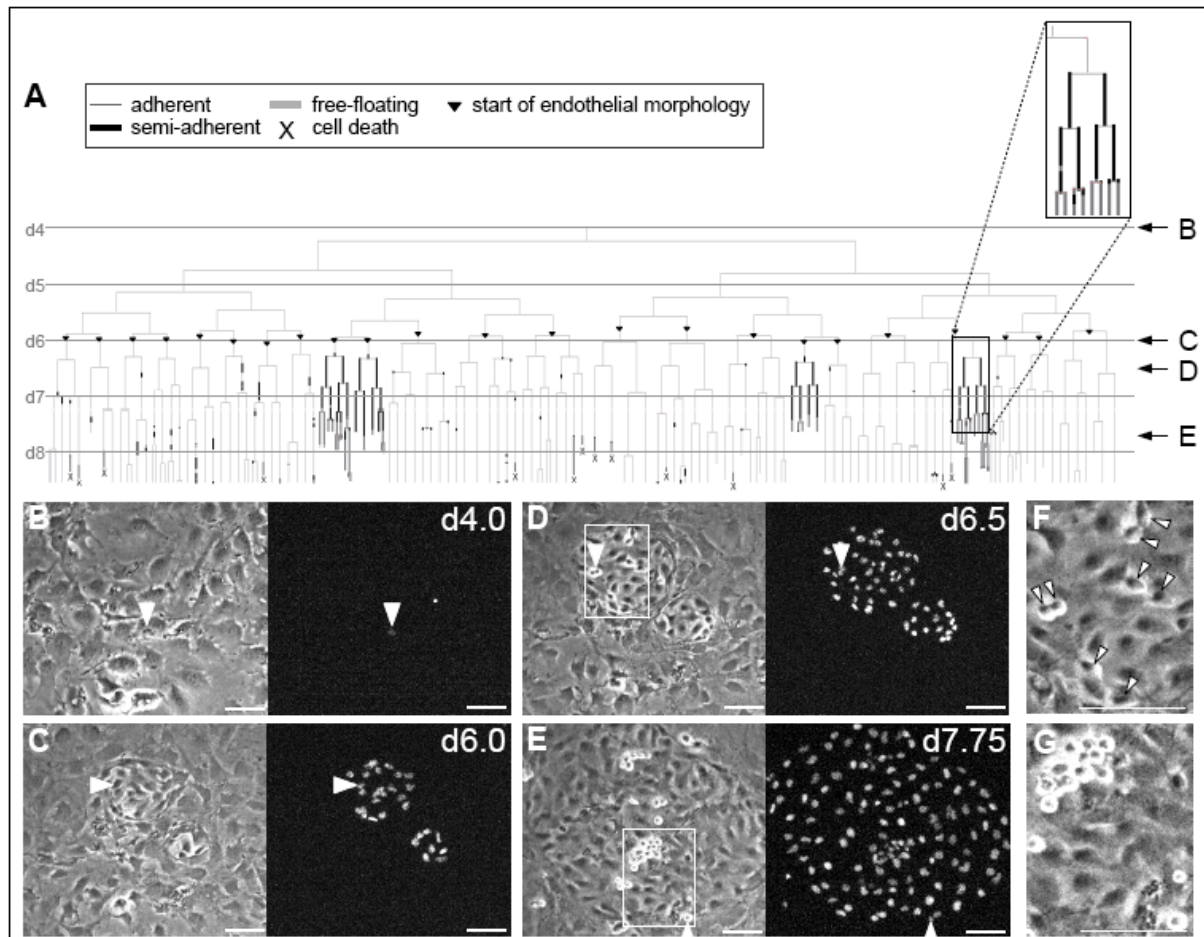 A
adherent
free-floating
start of endothelial morphology
semi-adherent
X cell death
d4
B
d5
d6
C
D
d7
E
d8
B
d4.0
D
d6.5
F
C
d6.0
E
d7.75
G